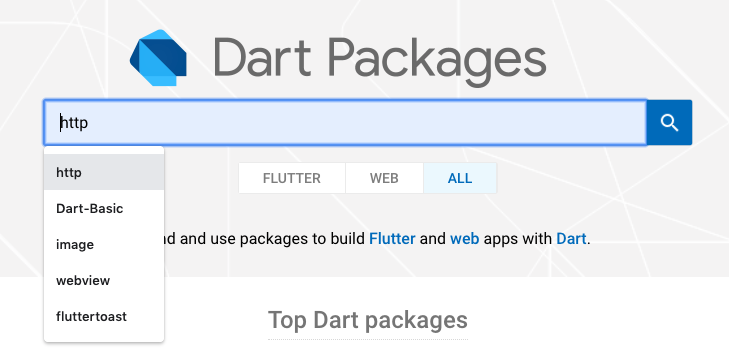 Dart Packages
http
FLUTTER WEB ALL
http
Dart-Basic
image
webview
fluttertoast
and use packages to build Flutter and web apps with Dart.
Top Dart packages